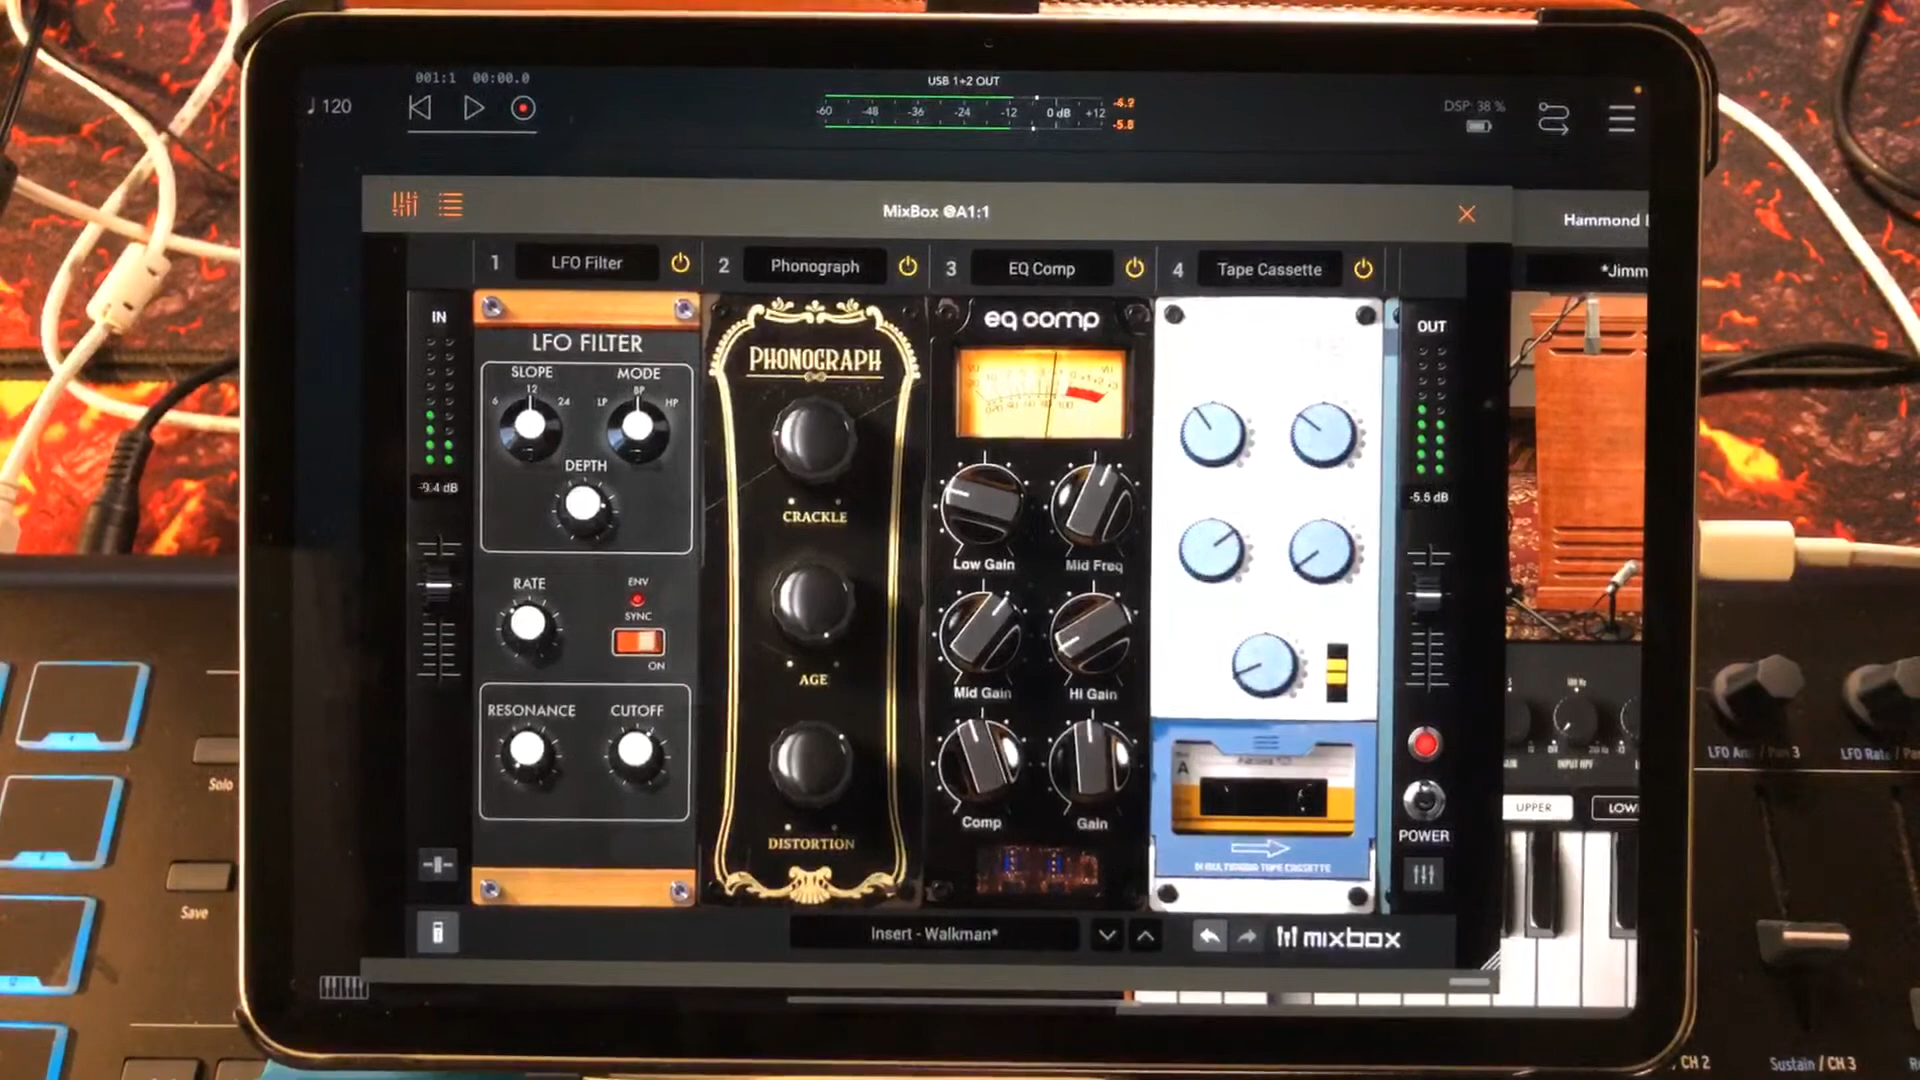 001:1 00:00.0
120
USB 1+2 OUT
-60 -48 -36 -24 -12 0 dB +12
-4.2
-5.8
DSP: 38 %
MixBox @A1:1
Hammond
1 LFO Filter
2 Phonograph
3 EQ Comp
4 Tape Cassette
*Jimm
IN
-9.4 dB
LFO FILTER
SLOPE
MODE
6 12 24
LP BP HP
DEPTH
RATE
ENV
SYNC
ON
RESONANCE
CUTOFF
PHONOGRAPH
CRACKLE
AGE
DISTORTION
eq comp
Low Gain
Mid Freq
Mid Gain
Hi Gain
Comp
Gain
A
OUT
-5.6 dB
POWER
INPUT HPF
UPPER
LOW
Insert - Walkman*
mixbox
Solo
Save
CH 2
Sustain / CH 3